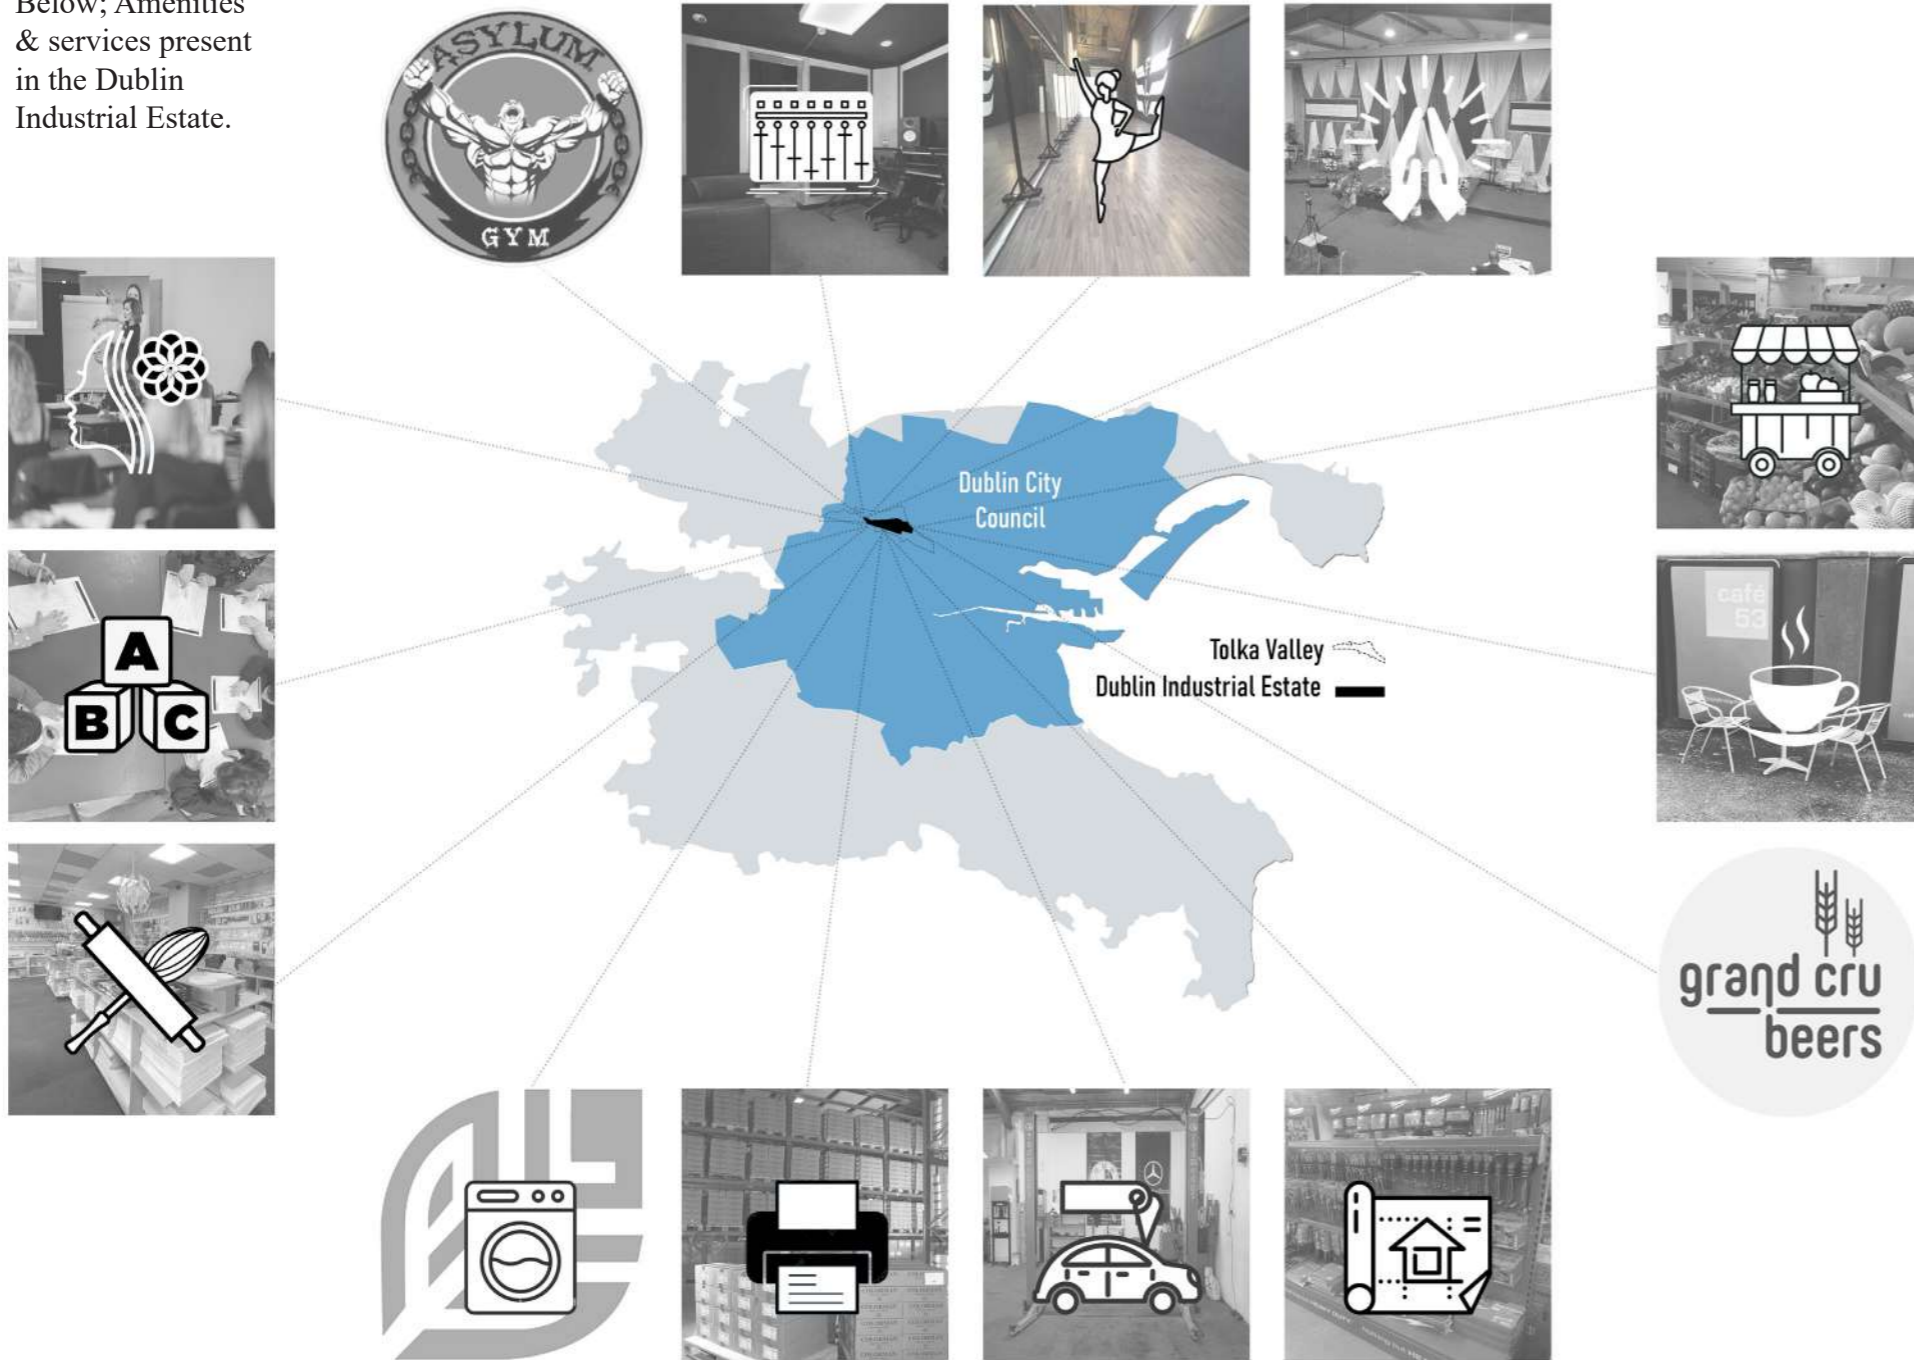 Below; Amenities
& services present
in the Dublin
Industrial Estate.
ASYLUM
GYM
Dublin City
Council
Tolka Valley
Dublin Industrial Estate
A
B C
café
53
grand cru
beers